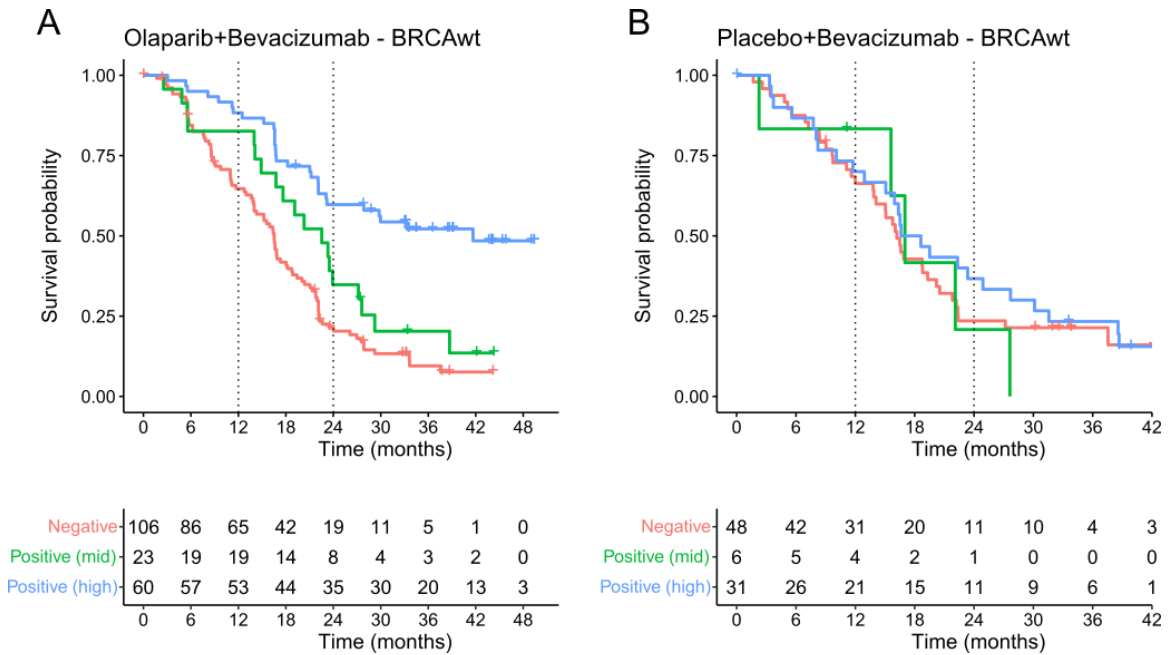 A
B
Olaparib+Bevacizumab - BRCAwt
Placebo+Bevacizumab - BRCAwt
Survival probability
1.00
0.75
0.50
0.25
0.00
0 6 12 18 24 30 36 42 48
Time (months)
Survival probability
1.00
0.75
0.50
0.25
0.00
0 6 12 18 24 30 36 42
Time (months)
Negative 106 86 65 42 19 11 5 1 0
Positive (mid) 23 19 19 14 8 4 3 2 0
Positive (high) 60 57 53 44 35 30 20 13 3
0 6 12 18 24 30 36 42 48
Time (months)
Negative 48 42 31 20 11 10 4 3
Positive (mid) 6 5 4 2 1 0 0 0
Positive (high) 31 26 21 15 11 9 6 1
0 6 12 18 24 30 36 42
Time (months)